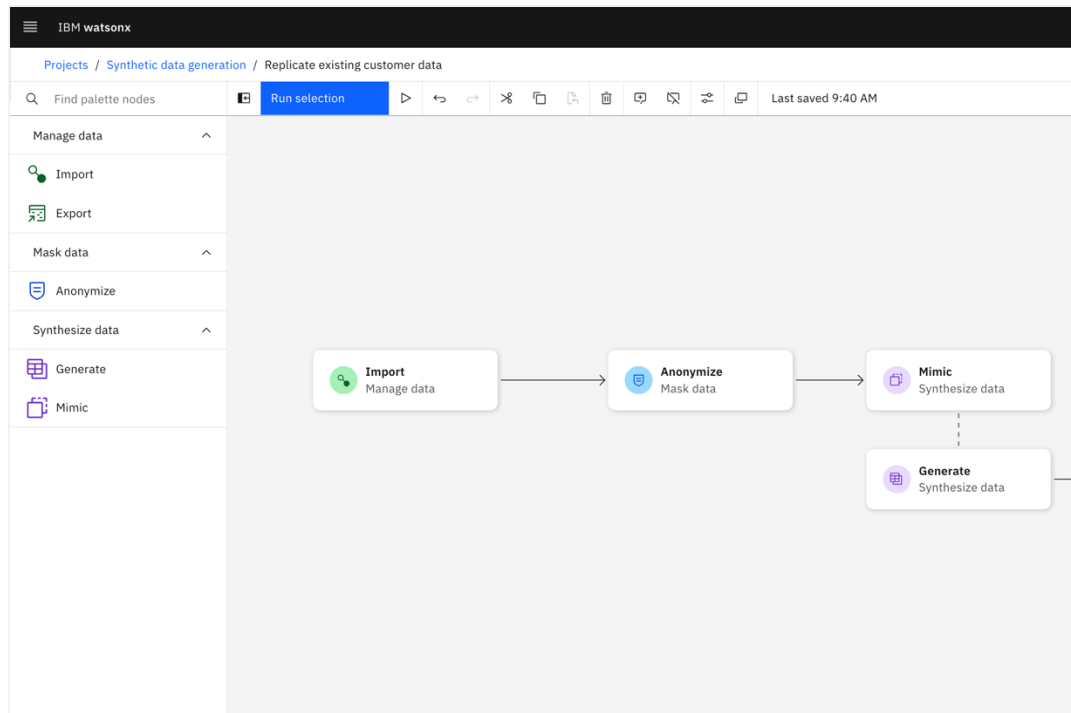 IBM watsonx
Projects / Synthetic data generation / Replicate existing customer data
Find palette nodes
Run selection
Last saved 9:40 AM
Manage data
Import
Export
Mask data
Anonymize
Synthesize data
Generate
Mimic
Import
Manage data
Anonymize
Mask data
Mimic
Synthesize data
Generate
Synthesize data